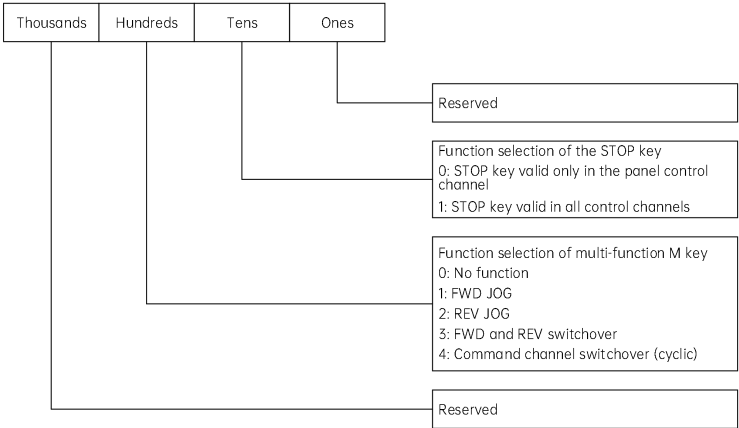 Thousands Hundreds Tens Ones
Reserved
Function selection of the STOP key
0: STOP key valid only in the panel control
channel
1: STOP key valid in all control channels
Function selection of multi-function M key
0: No function
1: FWD JOG
2: REV JOG
3: FWD and REV switchover
4: Command channel switchover (cyclic)
Reserved